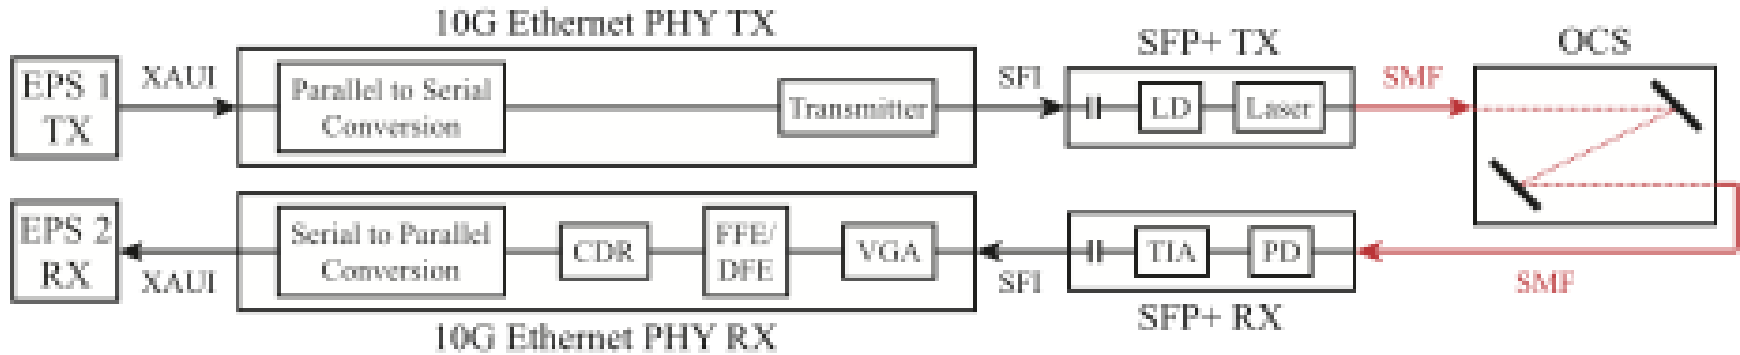 10G Ethernet PHY TX
SFP+ TX
OCS
EPS 1
TX
XAUI
Parallel to Serial
Conversion
Transmitter
SFI
LD
Laser
SMF
EPS 2
RX
XAUI
Serial to Parallel
Conversion
CDR
FFE/
DFE
VGA
SFI
TIA
PD
SMF
10G Ethernet PHY RX
SFP+ RX